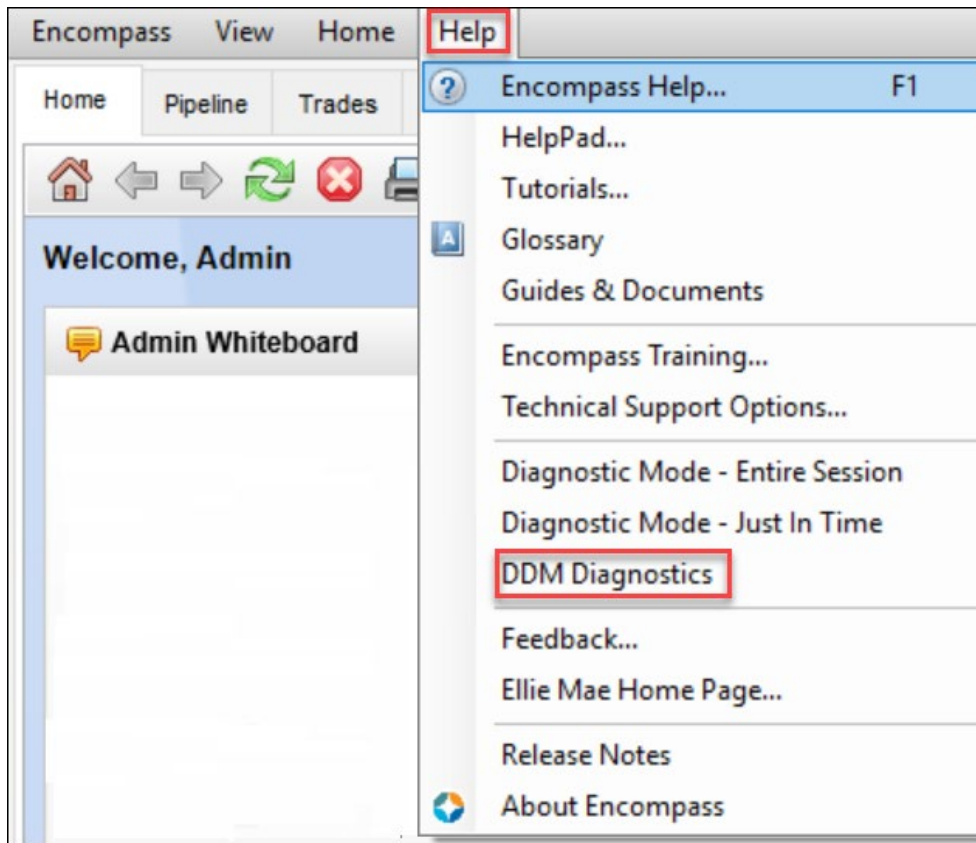 Encompass View Home Help
Home Pipeline Trades
Encompass Help... F1
HelpPad...
Tutorials...
A Glossary
Guides & Documents
Welcome, Admin
Admin Whiteboard
Encompass Training...
Technical Support Options...
Diagnostic Mode - Entire Session
Diagnostic Mode - Just In Time
DDM Diagnostics
Feedback...
Ellie Mae Home Page...
Release Notes
About Encompass